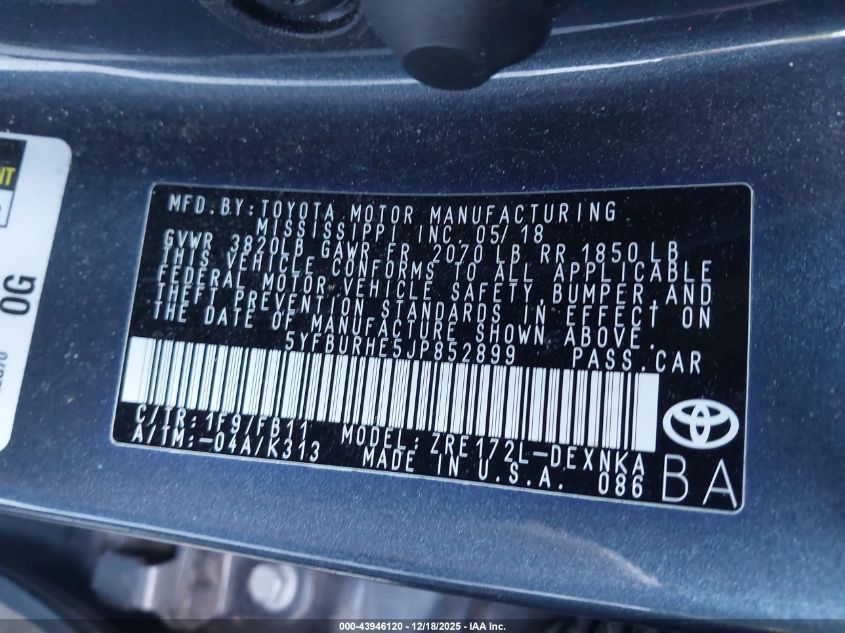 MFD. BY: TOYOTA MOTOR MANUFACTURING
MISSISSIPPI INC. 05/18
GVWR 3820LB GAWR FR 2070 LB RR 1850 LB
THIS VEHICLE CONFORMS TO ALL APPLICABLE
FEDERAL MOTOR VEHICLE SAFETY, BUMPER, AND
THEFT PREVENTION STANDARDS IN EFFECT ON
THE DATE OF MANUFACTURE SHOWN ABOVE.
5YFBURHE5JP852899 PASS. CAR
C/TR: 1F9/FB11 MODEL: ZRE172L-DEXNKA
A/TM: -04A/K313 MADE IN U.S.A. 086
BA
NT
0G
000-43946120 - 12/18/2025 - IAA Inc.